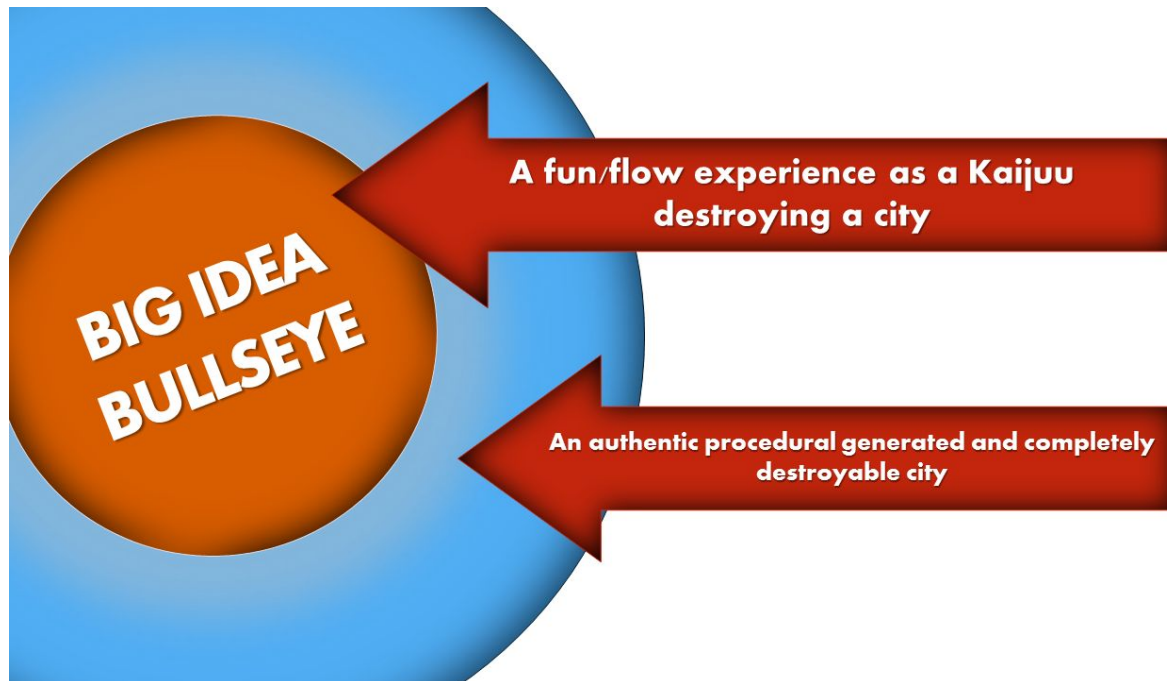 BIG IDEA
BULLSEYE
A fun/flow experience as a Kaijuu
destroying a city
An authentic procedural generated and completely
destroyable city